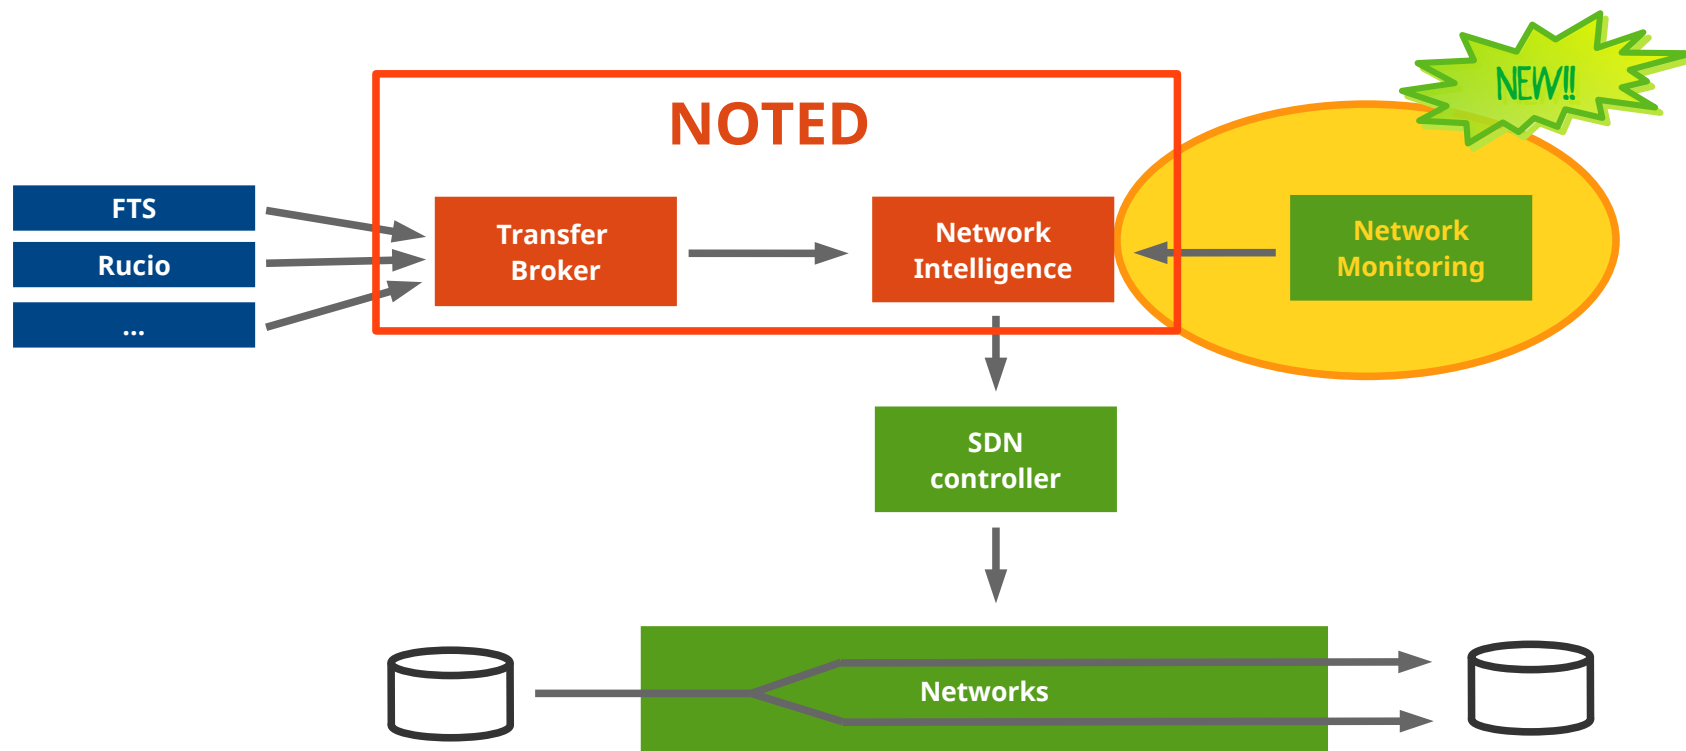 NEW!!
NOTED
FTS
Rucio
...
Transfer
Broker
Network
Intelligence
Network
Monitoring
SDN
controller
Networks